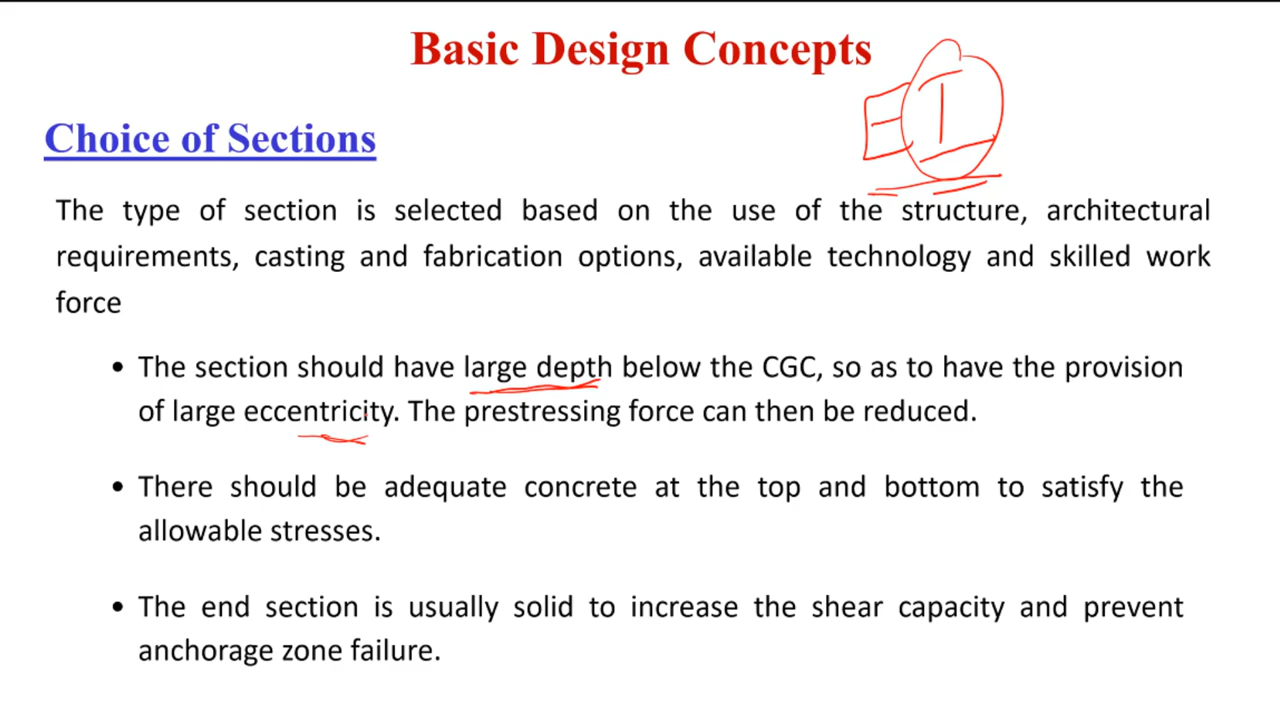 Basic Design Concepts
Choice of Sections
The type of section is selected based on the use of the structure, architectural
requirements, casting and fabrication options, available technology and skilled work
force
• The section should have large depth below the CGC, so as to have the provision
of large eccentricity. The prestressing force can then be reduced.
• There should be adequate concrete at the top and bottom to satisfy the
allowable stresses.
• The end section is usually solid to increase the shear capacity and prevent
anchorage zone failure.